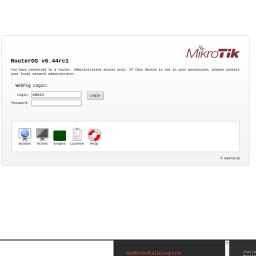 MikroTik
RouterOS v6.44rc1
You have connected to a router. Administrative access only. If this device is not in your possession, please contact
your local network administrator.
WebFig Login:
Login: admin
Login
Password:
Winbox Telnet Graphs License Help
© mikrotik